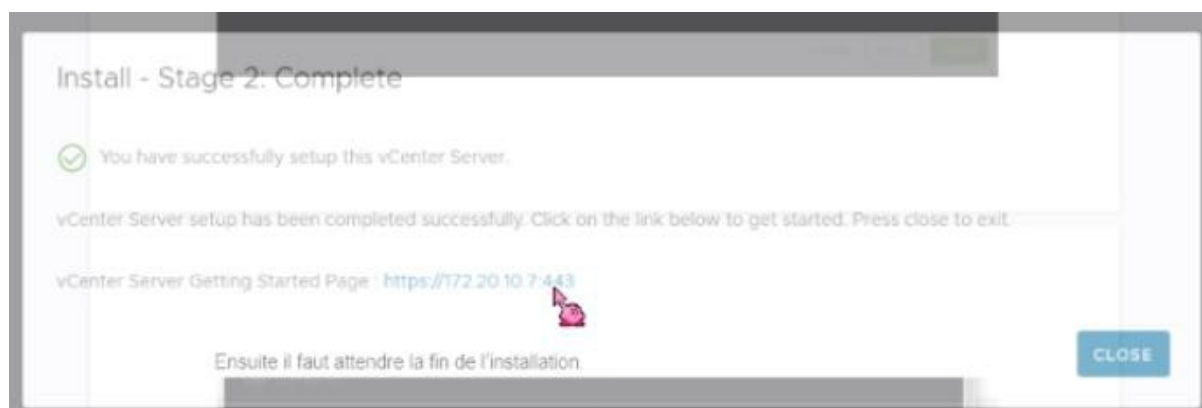 Install - Stage 2: Complete
You have successfully setup this vCenter Server.
vCenter Server setup has been completed successfully. Click on the link below to get started. Press close to exit.
vCenter Server Getting Started Page : https://172.20.10.7:443
Ensuite il faut attendre la fin de l'installation.
CLOSE